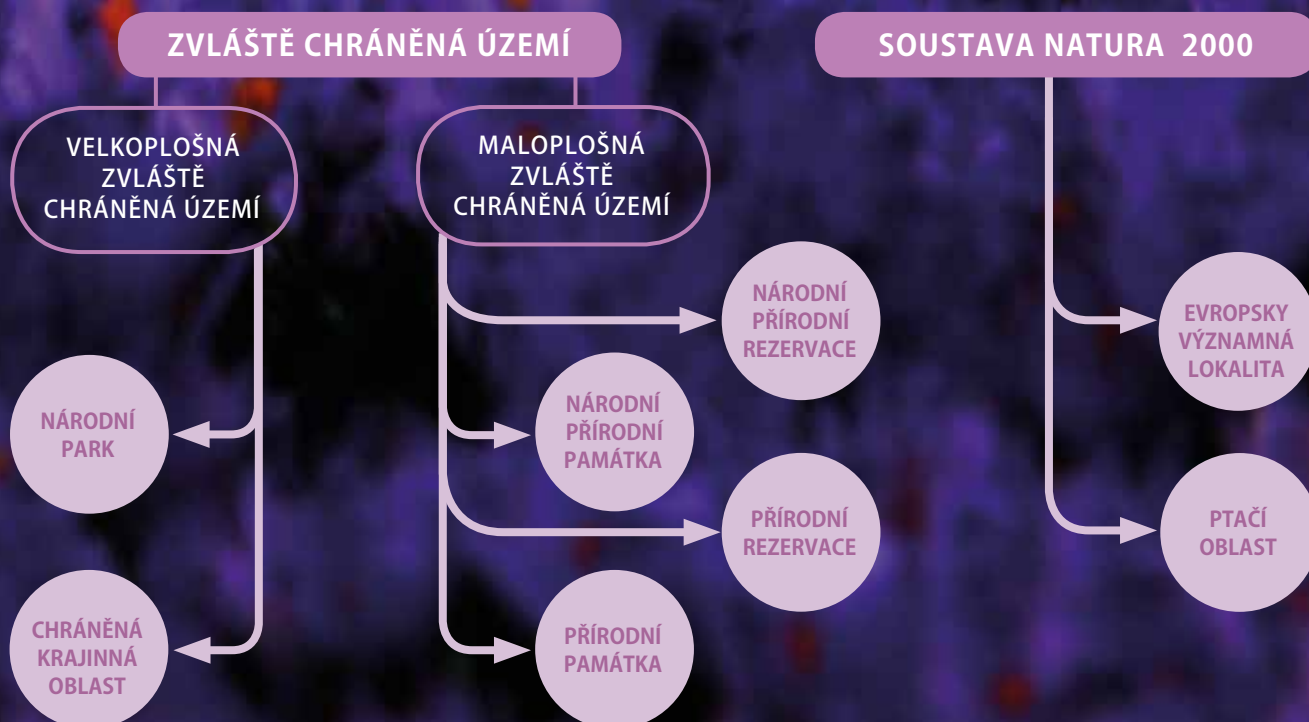 ZVLÁŠTĚ CHRÁNĚNÁ ÚZEMÍ
SOUSTAVA NATURA 2000
VELKOPLOŠNÁ
ZVLÁŠTĚ
CHRÁNĚNÁ ÚZEMÍ
MALOPLOŠNÁ
ZVLÁŠTĚ
CHRÁNĚNÁ ÚZEMÍ
NÁRODNÍ
PARK
CHRÁNĚNÁ
KRAJINNÁ
OBLAST
NÁRODNÍ
PŘÍRODNÍ
REZERVACE
NÁRODNÍ
PŘÍRODNÍ
PAMÁTKA
PŘÍRODNÍ
REZERVACE
PŘÍRODNÍ
PAMÁTKA
EVROPSKY
VÝZNAMNÁ
LOKALITA
PTAČÍ
OBLAST